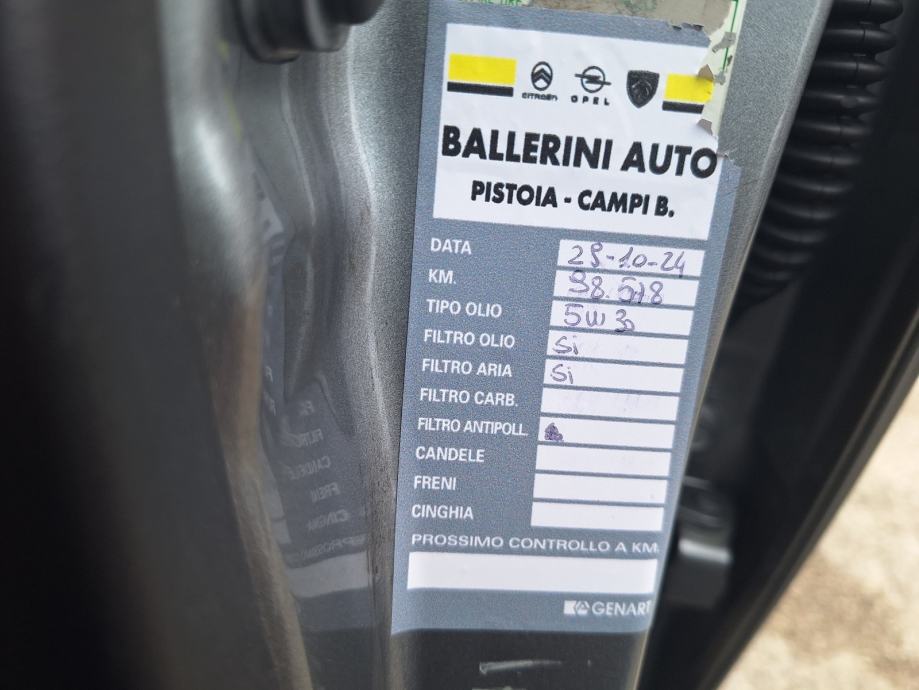 CITROËN OPEL
BALLERINI AUTO
PISTOIA - CAMPI B.
DATA 29-10-24
KM. 98.578
TIPO OLIO 5W30
FILTRO OLIO Si
FILTRO ARIA Si
FILTRO CARB.
FILTRO ANTIPOLL.
CANDELE
FRENI
CINGHIA
PROSSIMO CONTROLLO A KM.
GENART